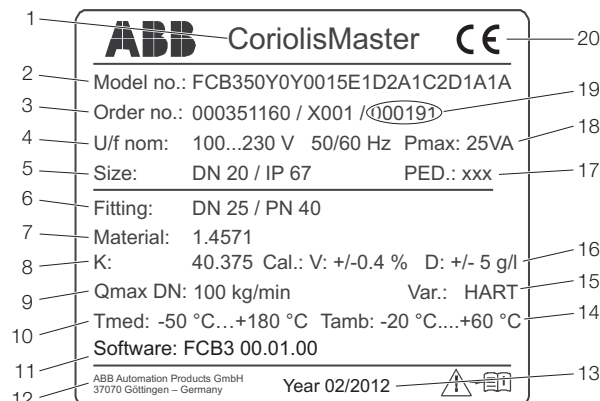 1
ABB CoriolisMaster CE
20
2
Model no.: FCB350Y0Y0015E1D2A1C2D1A1A
3
Order no.: 000351160 / X001 / 000191
19
4
U/f nom: 100...230 V 50/60 Hz Pmax: 25VA
18
5
Size: DN 20 / IP 67 PED.: xxx
17
6
Fitting: DN 25 / PN 40
7
Material: 1.4571
8
K: 40.375 Cal.: V: +/-0.4 % D: +/- 5 g/l
16
9
Qmax DN: 100 kg/min Var.: HART
15
10
Tmed: -50 °C...+180 °C Tamb: -20 °C....+60 °C
14
11
Software: FCB3 00.01.00
12
ABB Automation Products GmbH
37070 Göttingen – Germany
Year 02/2012
13